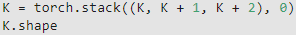 K = torch.stack((K, K + 1, K + 2), 0)
K.shape